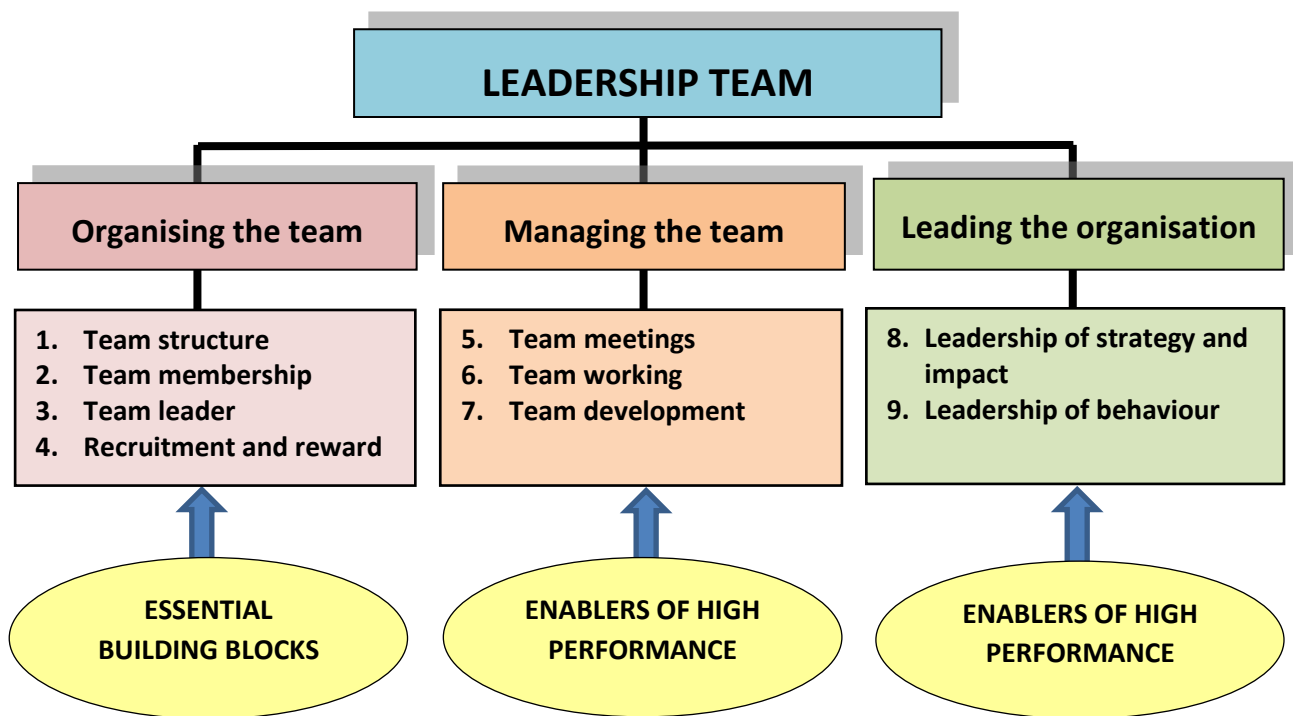 LEADERSHIP TEAM
Organising the team
Managing the team
Leading the organisation
1. Team structure
2. Team membership
3. Team leader
4. Recruitment and reward
5. Team meetings
6. Team working
7. Team development
8. Leadership of strategy and
impact
9. Leadership of behaviour
ESSENTIAL
BUILDING BLOCKS
ENABLERS OF HIGH
PERFORMANCE
ENABLERS OF HIGH
PERFORMANCE